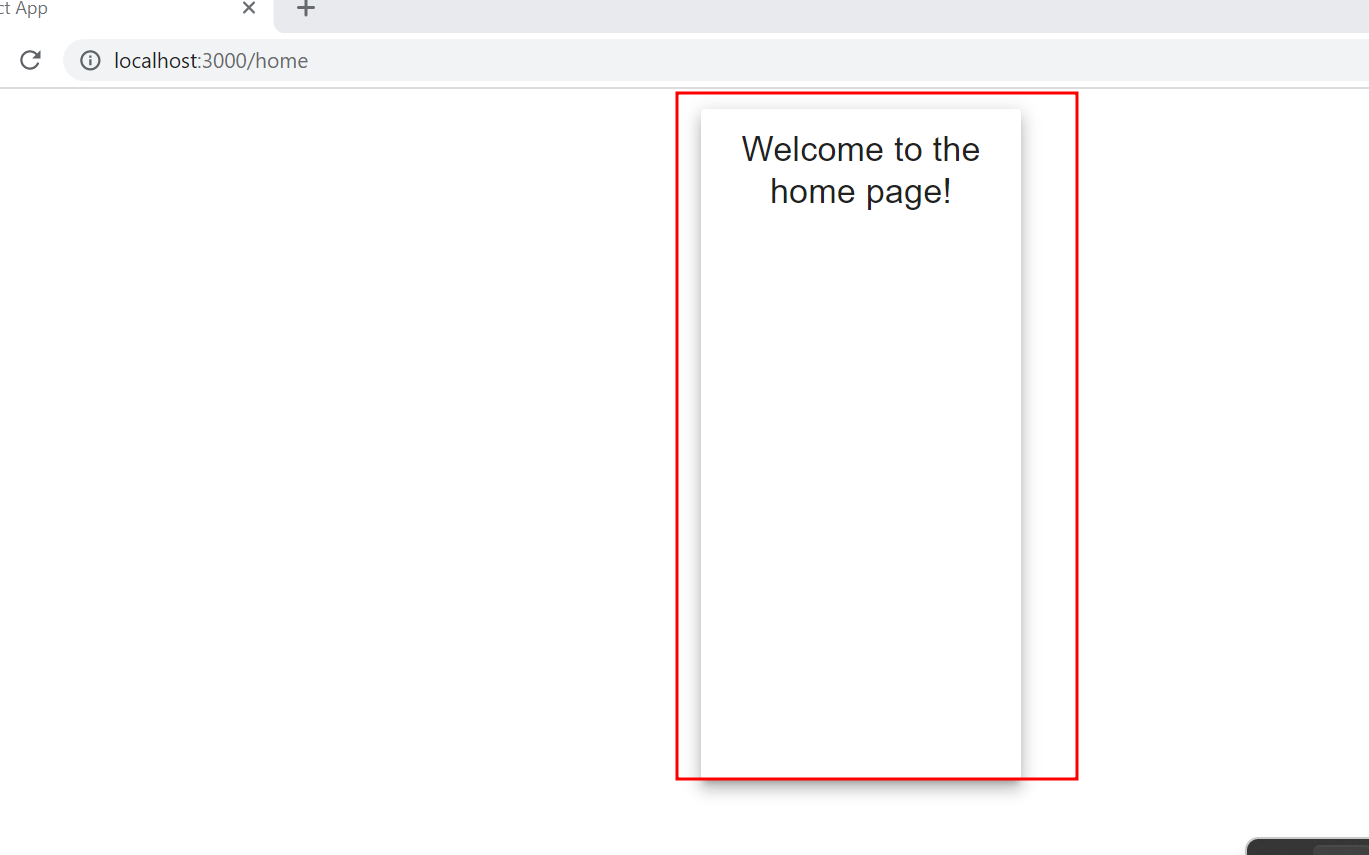 ct App
localhost:3000/home
Welcome to the
home page!